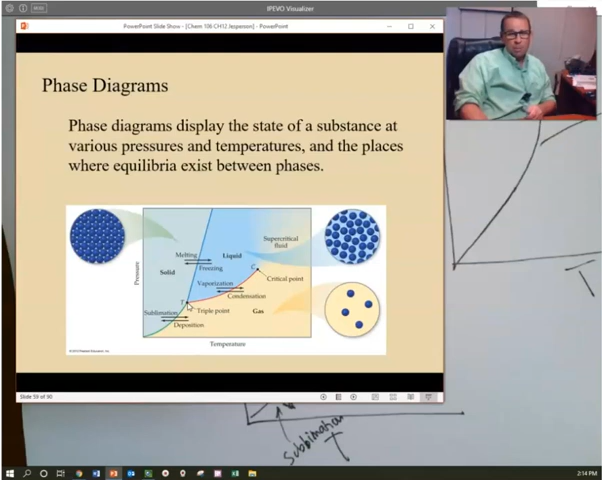 IPEVO Visualizer
PowerPoint Slide Show - [Chem 106 CH12 Jesperson] - PowerPoint
Phase Diagrams
Phase diagrams display the state of a substance at
various pressures and temperatures, and the places
where equilibria exist between phases.
Pressure
Melting
Freezing
Solid
Liquid
Supercritical
fluid
Vaporization
Condensation
C
Critical point
T
Triple point
Gas
Sublimation
Deposition
Temperature
Slide 59 of 90
T
Sublimation
T
2:14 PM